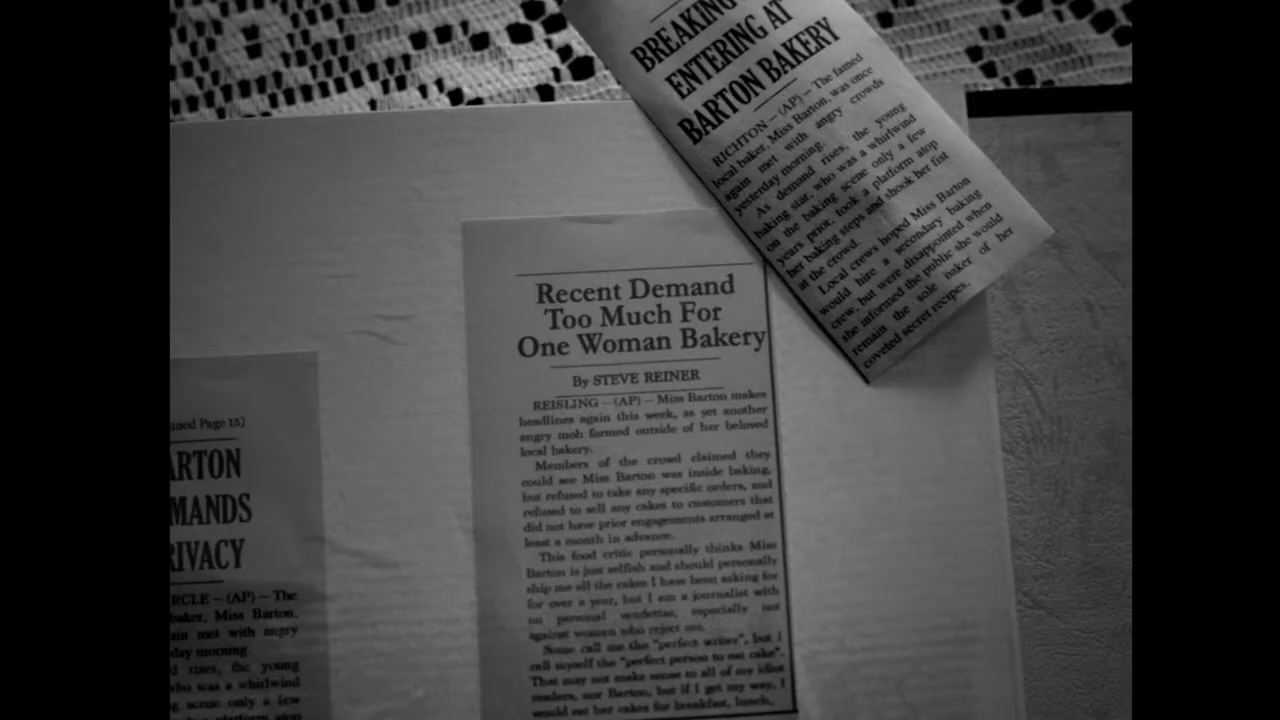 BREAKING
ENTERING AT
BARTON BAKERY
RICHTON — (AP) — The famed
local baker, Miss Barton, was once
again met with angry crowds
yesterday morning.
As demand rises, the young
baking star, who was a whirlwind
on the baking scene only a few
years prior, took a platform atop
her baking steps and shook her fist
at the crowd.
Local crews hoped Miss Barton
would hire a secondary baking
crew, but were disappointed when
she informed the public she would
remain the sole baker of her
coveted secret recipes.
Recent Demand
Too Much For
One Woman Bakery
By STEVE REINER
REISLING — (AP) — Miss Barton makes
headlines again this week, as yet another
angry mob formed outside of her beloved
local bakery.
Members of the crowd claimed they
could see Miss Barton was inside baking,
but refused to take any specific orders, and
refused to sell any cakes to customers that
did not have prior engagements arranged at
least a month in advance.
This food critic personally thinks Miss
Barton is just selfish and should personally
ship me all the cakes I have been asking for
for over a year, but I am a journalist with
no personal vendettas, especially not
against women who reject me.
Some call me the "perfect writer", but I
call myself the "perfect person to eat cake".
That may not make sense to all of my idiot
readers, nor Barton, but if I get my way, I
would eat her cakes for breakfast, lunch,
nued Page 15)
ARTON
MANDS
RIVACY
RCLE — (AP) — The
baker, Miss Barton,
ain met with angry
day morning.
d rises, the young
who was a whirlwind
g scene only a few
platform atop